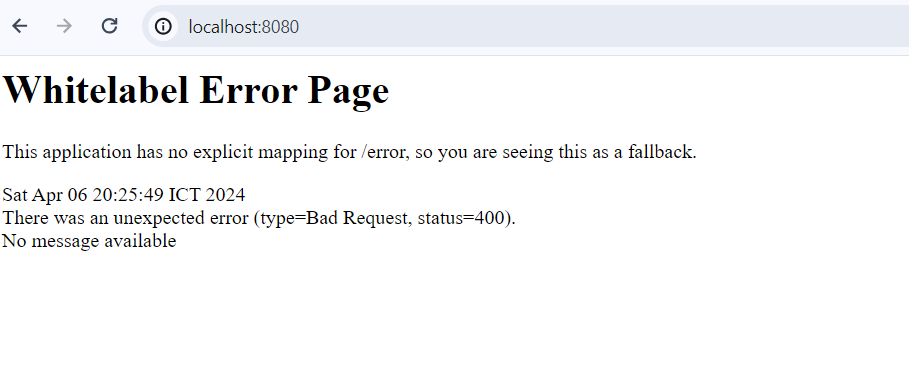 localhost:8080
Whitelabel Error Page
This application has no explicit mapping for /error, so you are seeing this as a fallback.
Sat Apr 06 20:25:49 ICT 2024
There was an unexpected error (type=Bad Request, status=400).
No message available